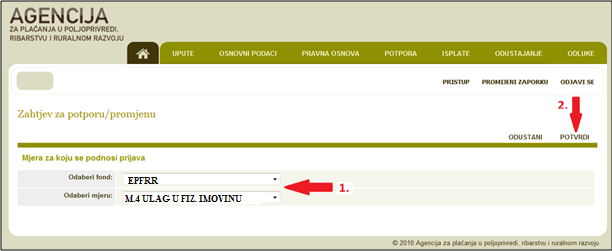 AGENCIJA
ZA PLAĆANJA U POLJOPRIVREDI,
RIBARSTVU I RURALNOM RAZVOJU
UPUTE OSNOVNI PODACI PRAVNA OSNOVA POTPORA ISPLATE ODUSTAJANJE ODLUKE
PRISTUP PROMIJENI ZAPORKU ODJAVI SE
2.
Zahtjev za potporu/promjenu
ODUSTANI POTVRDI
Mjera za koju se podnosi prijava
Odaberi fond: EPFRR
1.
Odaberi mjeru: M.4 ULAG U FIZ. IMOVINU
© 2010 Agencija za plaćanja u poljoprivredi, ribarstvu i ruralnom razvoju.